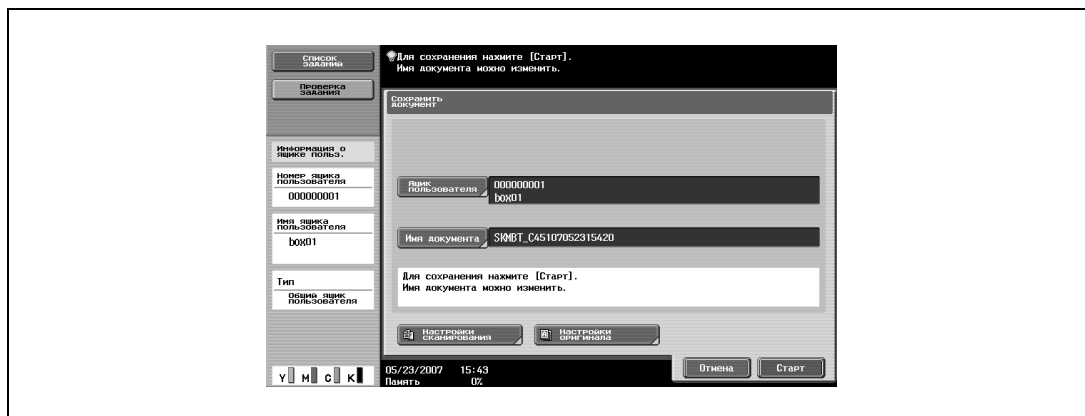 Список
заданий
Проверка
задания
Для сохранения нажмите [Старт].
Имя документа можно изменить.
Сохранить
документ
Информация о
ящике польз.
Номер ящика
пользователя
000000001
Имя ящика
пользователя
box01
Тип
Общий ящик
пользователя
Ящик
пользователя
000000001
box01
Имя документа
SKMBT_C45107052315420
Для сохранения нажмите [Старт].
Имя документа можно изменить.
Настройки
сканирования
Настройки
оригинала
Y M C K
05/23/2007 15:43
Память 0%
Отмена
Старт